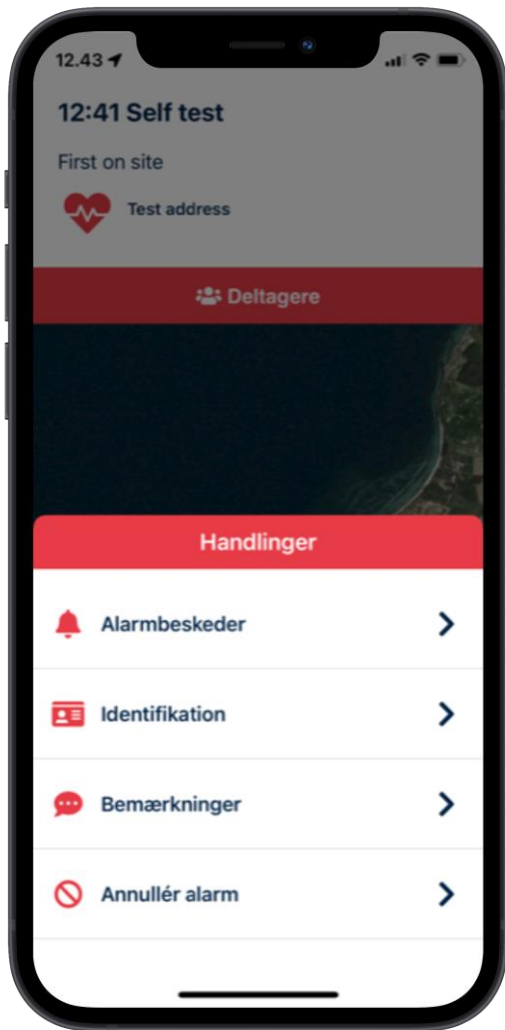 12.43
12:41 Self test
First on site
Test address
Deltagere
Handlinger
Alarmbeskeder
Identifikation
Bemærkninger
Annullér alarm